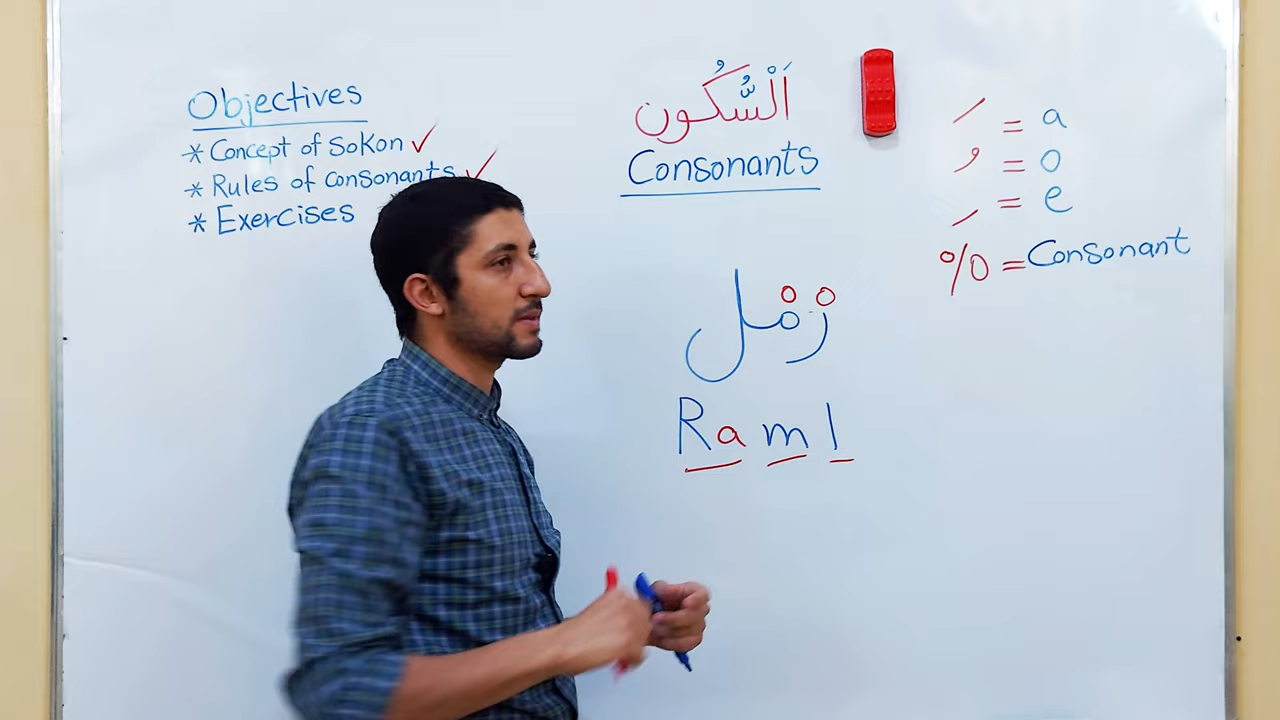 Objectives
* Concept of Sokon ✓
* Rules of consonants ✓
* Exercises
اَلْسُّكُون
Consonants
رْمْل
Raml
َ = a
ُ = o
ِ = e
%= Consonant